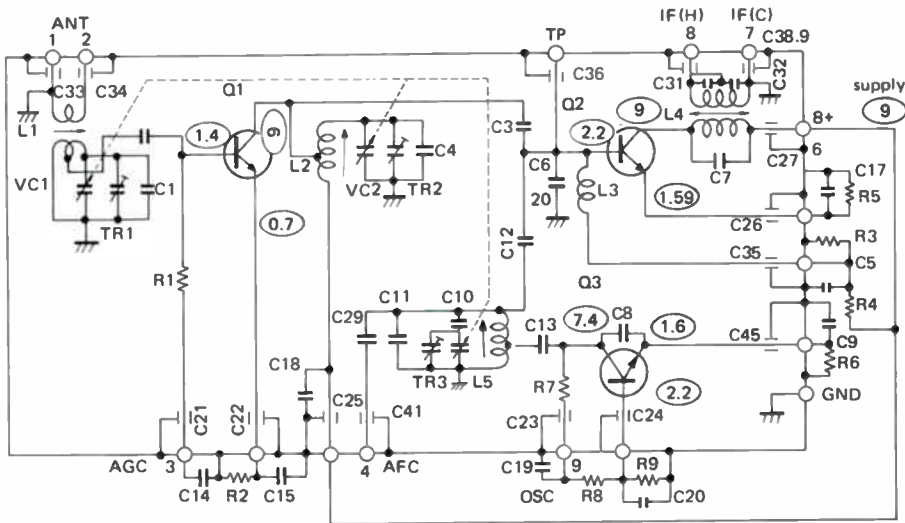 ANT
1 2
TP
IF(H) IF(C)
8 7
C38.9
C33 C34
C36
C31 C32
supply
9
Q1
Q2
L1
1.4
9
C3
2.2
9
L4
8+
6
C27
VC1
C1
TR1
L2
VC2
TR2
C4
C6
20
L3
C7
1.59
C17
R5
C26
0.7
C12
R3
C35
C5
R1
Q3
R4
C29
C11
C10
C13
7.4
C8
1.6
C45
C9
R6
TR3
L5
C18
R7
2.2
GND
C21
C22
C25
C41
C23
C24
AGC
3
4
AFC
C19
9
R9
C14
R2
C15
OSC
R8
C20